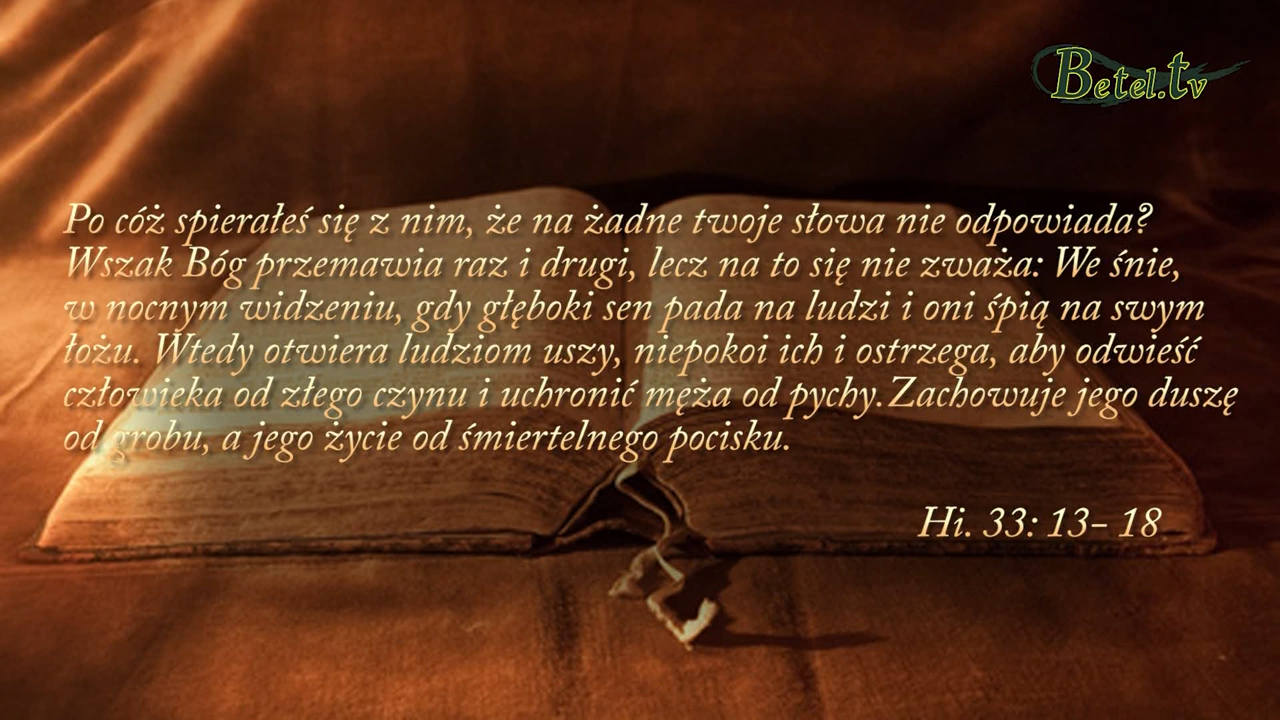 Betel.tv
Po cóż spierałeś się z nim, że na żadne twoje słowa nie odpowiada?
Wszak Bóg przemawia raz i drugi, lecz na to się nie zważa: We śnie,
w nocnym widzeniu, gdy głęboki sen pada na ludzi i oni śpią na swym
łożu. Wtedy otwiera ludziom uszy, niepokoi ich i ostrzega, aby odwieść
człowieka od złego czynu i uchronić męża od pychy. Zachowuje jego duszę
od grobu, a jego życie od śmiertelnego pocisku.
Hi. 33: 13- 18